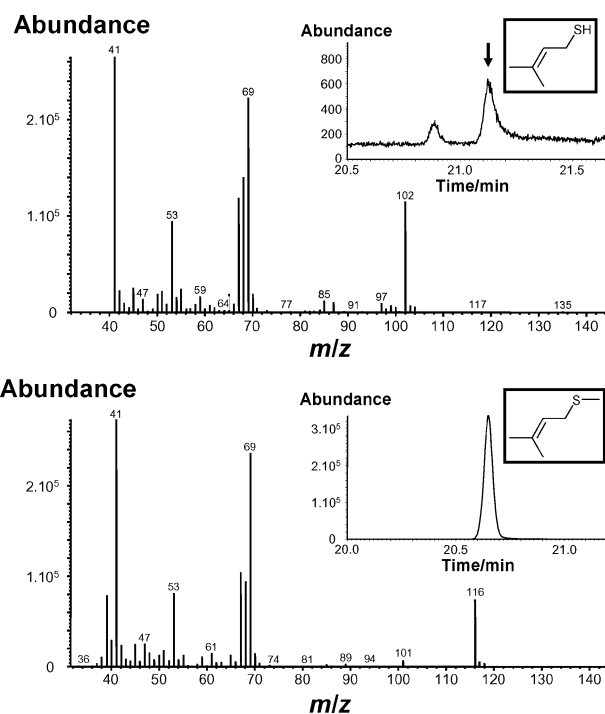 Abundance
41
2.10⁵
69
53
1.10⁵
102
47
59
64
77
85
91
97
117
135
0
40 50 60 70 80 90 100 110 120 130 140
m/z
Abundance
800
600
400
200
0
20.5 21.0 21.5
Time/min
SH
Abundance
41
69
2.10⁵
1.10⁵
53
116
36
47
61
74
81
89
94
101
0
40 50 60 70 80 90 100 110 120 130 140
m/z
Abundance
3.10⁵
2.10⁵
1.10⁵
0
20.0 20.5 21.0
Time/min
S